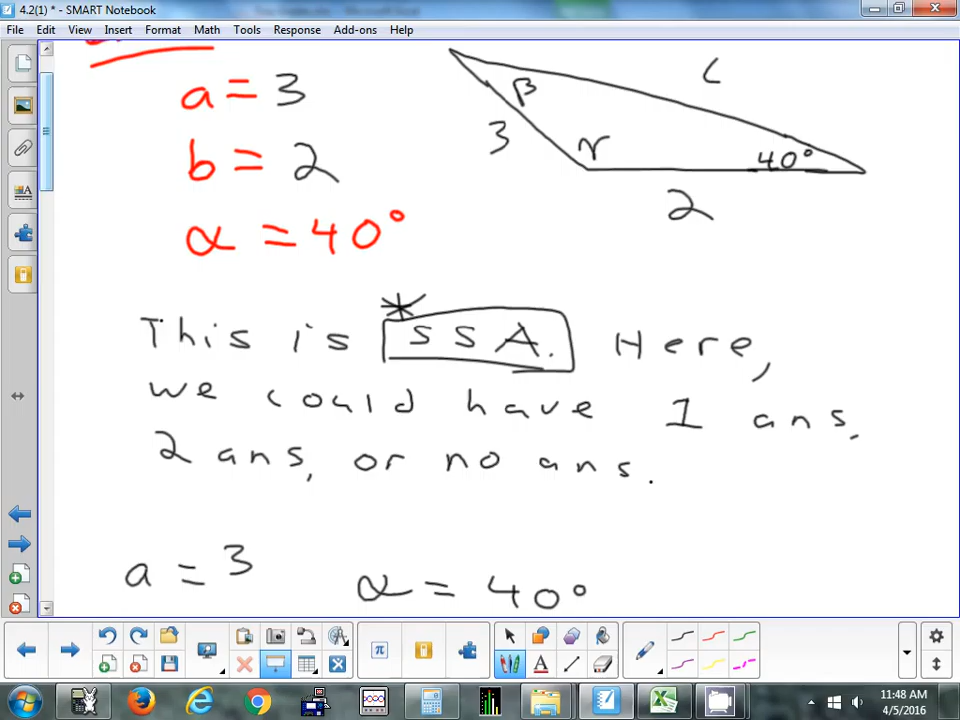 4.2(1) * - SMART Notebook
File Edit View Insert Format Math Tools Response Add-ons Help
a = 3
b = 2
α = 40°
β
c
3
γ
40°
2
*
This is SSA. Here,
we could have 1 ans,
2 ans, or no ans.
a = 3
α = 40°
11:48 AM
4/5/2016